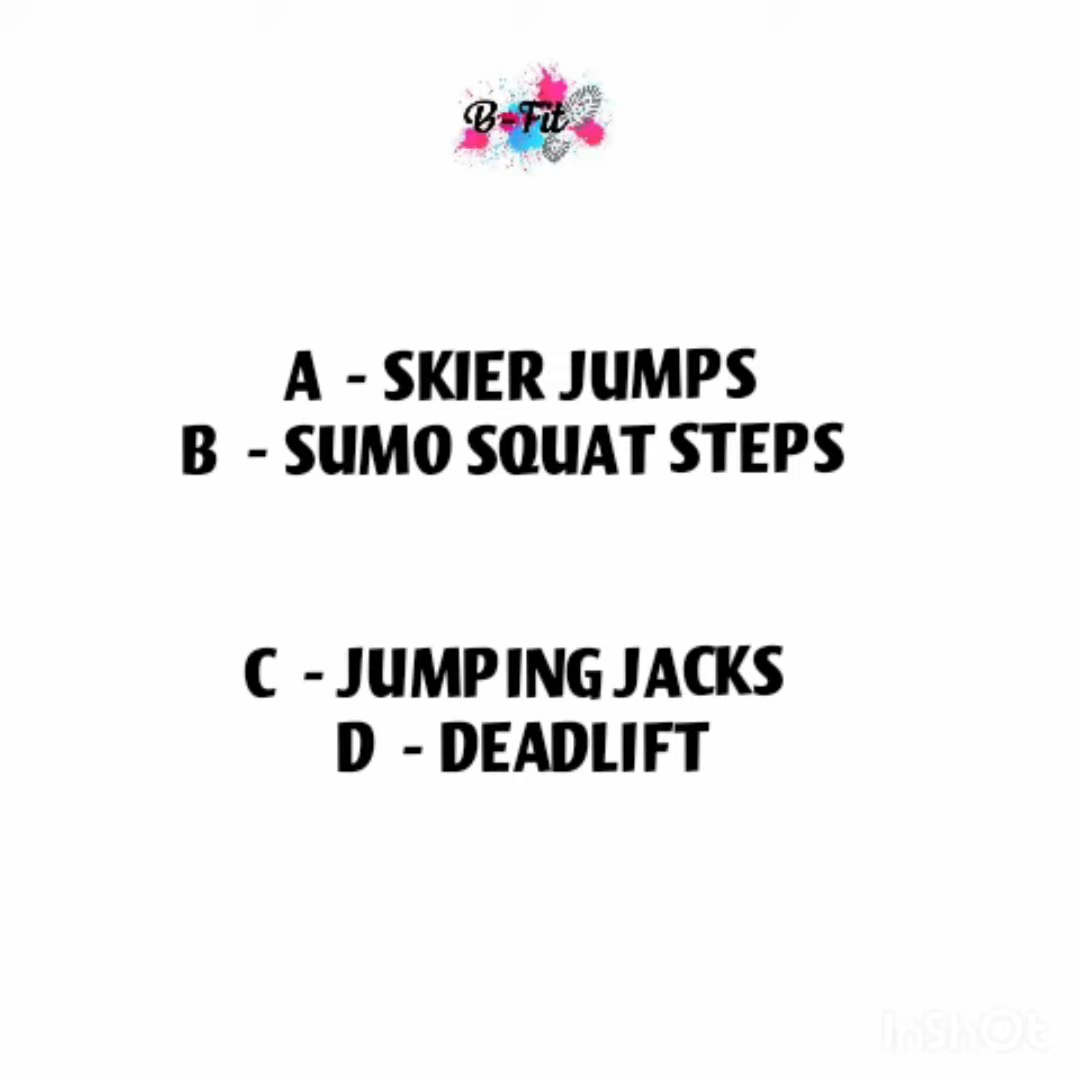 B-Fit
A - SKIER JUMPS
B - SUMO SQUAT STEPS
C - JUMPING JACKS
D - DEADLIFT
InShOt